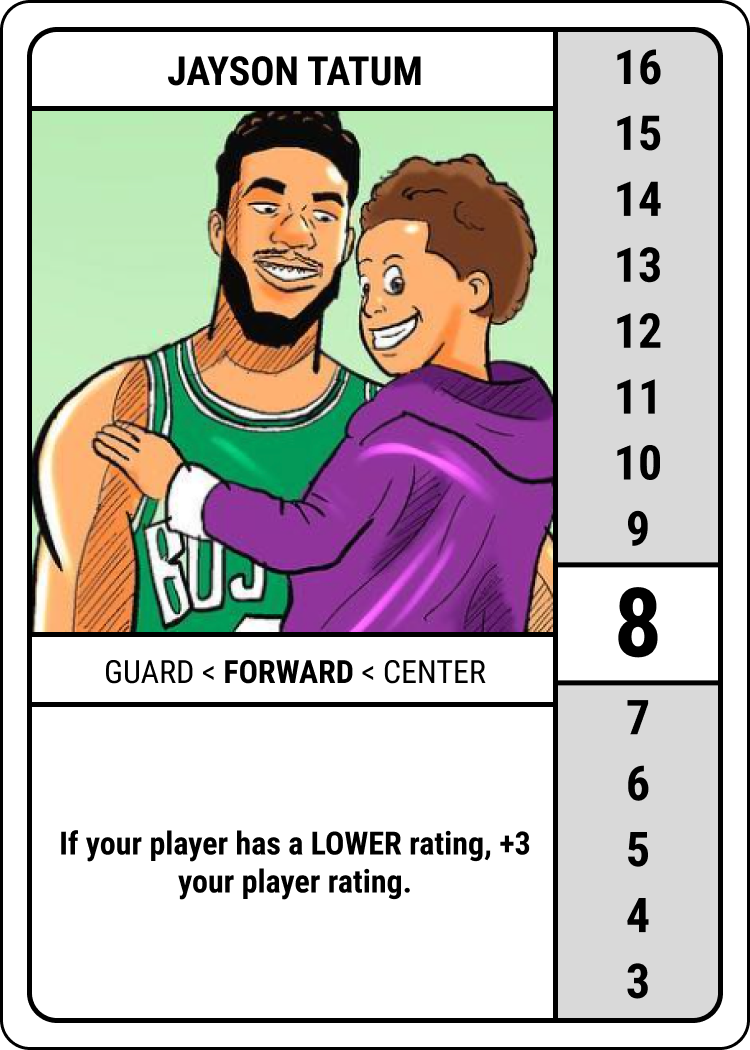 JAYSON TATUM
BOS
GUARD < FORWARD < CENTER
If your player has a LOWER rating, +3
your player rating.
16
15
14
13
12
11
10
9
8
7
6
5
4
3